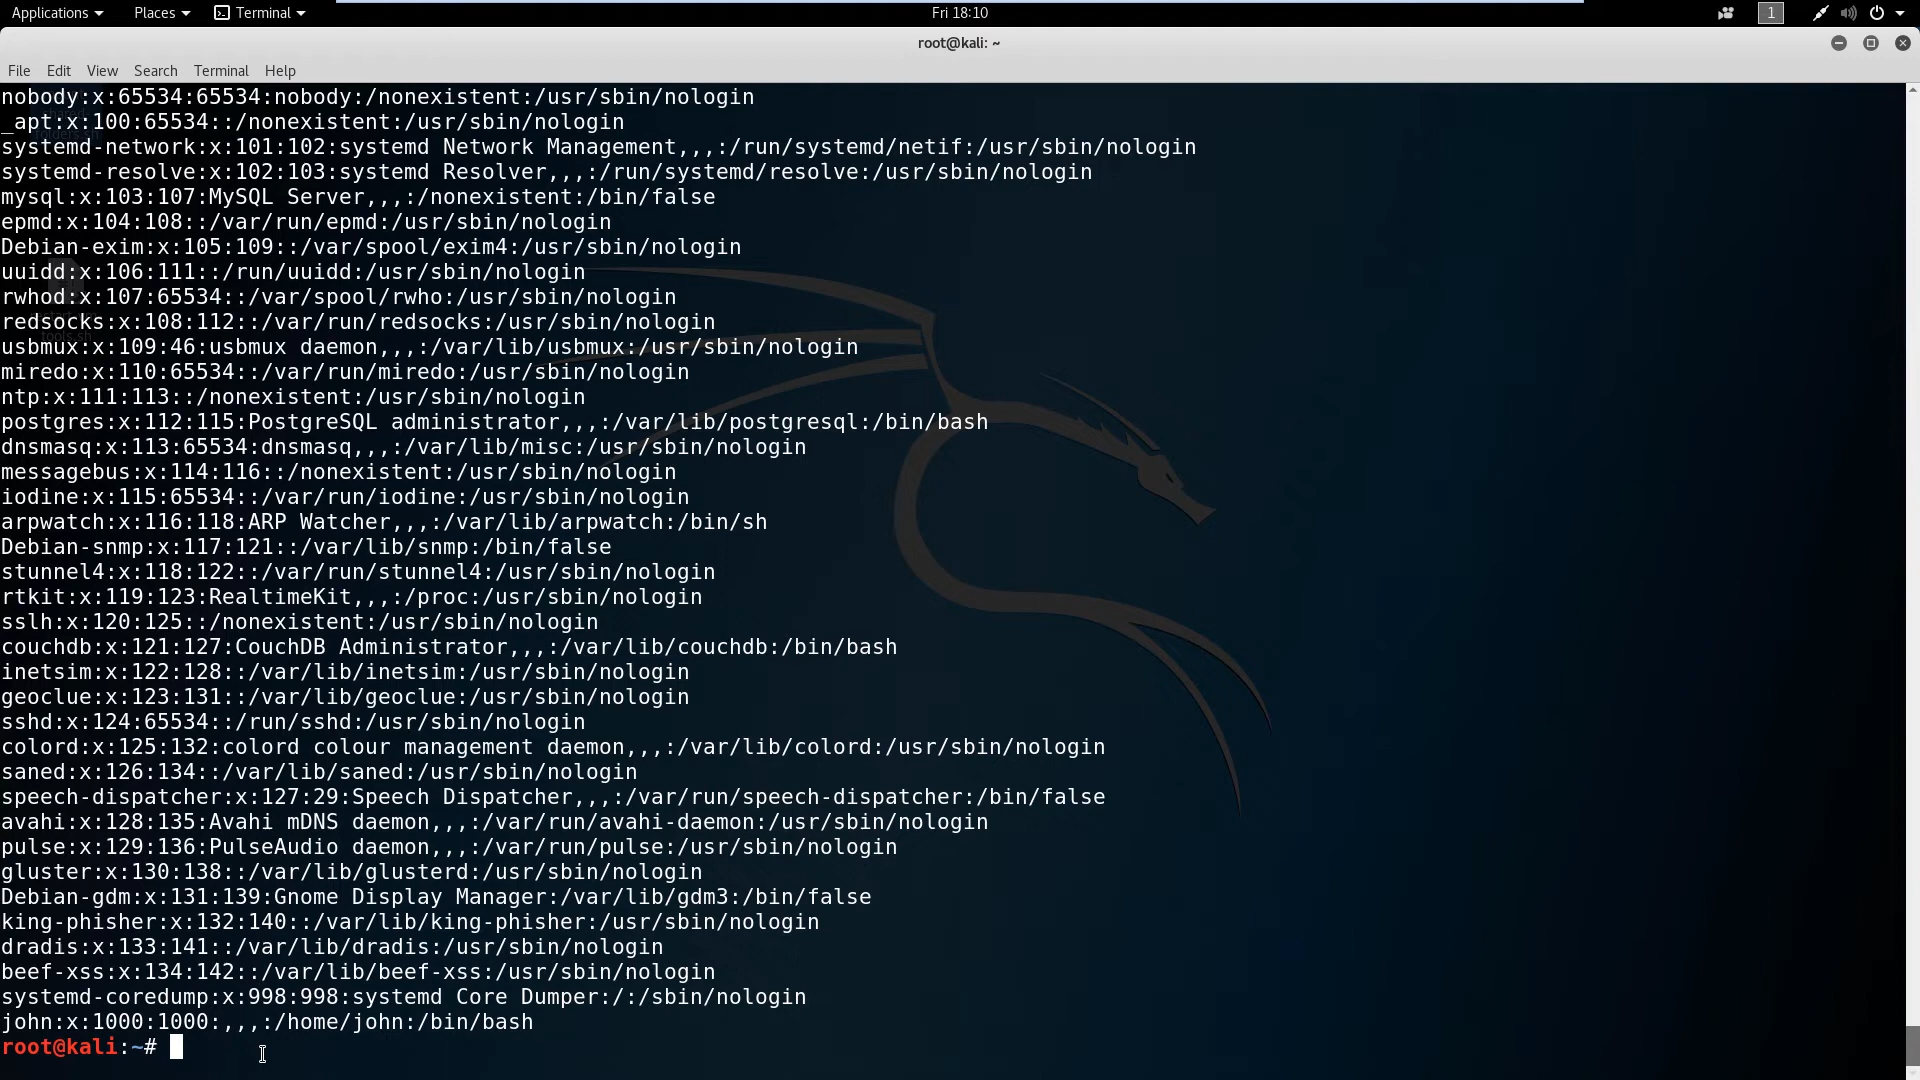 Applications Places Terminal Fri 18:10 1
root@kali: ~
File Edit View Search Terminal Help
nobody:x:65534:65534:nobody:/nonexistent:/usr/sbin/nologin
_apt:x:100:65534::/nonexistent:/usr/sbin/nologin
systemd-network:x:101:102:systemd Network Management,,,:/run/systemd/netif:/usr/sbin/nologin
systemd-resolve:x:102:103:systemd Resolver,,,:/run/systemd/resolve:/usr/sbin/nologin
mysql:x:103:107:MySQL Server,,,:/nonexistent:/bin/false
epmd:x:104:108::/var/run/epmd:/usr/sbin/nologin
Debian-exim:x:105:109::/var/spool/exim4:/usr/sbin/nologin
uuidd:x:106:111::/run/uuidd:/usr/sbin/nologin
rwhod:x:107:65534::/var/spool/rwho:/usr/sbin/nologin
redsocks:x:108:112::/var/run/redsocks:/usr/sbin/nologin
usbmux:x:109:46:usbmux daemon,,,:/var/lib/usbmux:/usr/sbin/nologin
miredo:x:110:65534::/var/run/miredo:/usr/sbin/nologin
ntp:x:111:113::/nonexistent:/usr/sbin/nologin
postgres:x:112:115:PostgreSQL administrator,,,:/var/lib/postgresql:/bin/bash
dnsmasq:x:113:65534:dnsmasq,,,:/var/lib/misc:/usr/sbin/nologin
messagebus:x:114:116::/nonexistent:/usr/sbin/nologin
iodine:x:115:65534::/var/run/iodine:/usr/sbin/nologin
arpwatch:x:116:118:ARP Watcher,,,:/var/lib/arpwatch:/bin/sh
Debian-snmp:x:117:121::/var/lib/snmp:/bin/false
stunnel4:x:118:122::/var/run/stunnel4:/usr/sbin/nologin
rtkit:x:119:123:RealtimeKit,,,:/proc:/usr/sbin/nologin
sslh:x:120:125::/nonexistent:/usr/sbin/nologin
couchdb:x:121:127:CouchDB Administrator,,,:/var/lib/couchdb:/bin/bash
inetsim:x:122:128::/var/lib/inetsim:/usr/sbin/nologin
geoclue:x:123:131::/var/lib/geoclue:/usr/sbin/nologin
sshd:x:124:65534::/run/sshd:/usr/sbin/nologin
colord:x:125:132:colord colour management daemon,,,:/var/lib/colord:/usr/sbin/nologin
saned:x:126:134::/var/lib/saned:/usr/sbin/nologin
speech-dispatcher:x:127:29:Speech Dispatcher,,,:/var/run/speech-dispatcher:/bin/false
avahi:x:128:135:Avahi mDNS daemon,,,:/var/run/avahi-daemon:/usr/sbin/nologin
pulse:x:129:136:PulseAudio daemon,,,:/var/run/pulse:/usr/sbin/nologin
gluster:x:130:138::/var/lib/glusterd:/usr/sbin/nologin
Debian-gdm:x:131:139:Gnome Display Manager:/var/lib/gdm3:/bin/false
king-phisher:x:132:140::/var/lib/king-phisher:/usr/sbin/nologin
dradis:x:133:141::/var/lib/dradis:/usr/sbin/nologin
beef-xss:x:134:142::/var/lib/beef-xss:/usr/sbin/nologin
systemd-coredump:x:998:998:systemd Core Dumper:/:/sbin/nologin
john:x:1000:1000:,,,:/home/john:/bin/bash
root@kali:~#